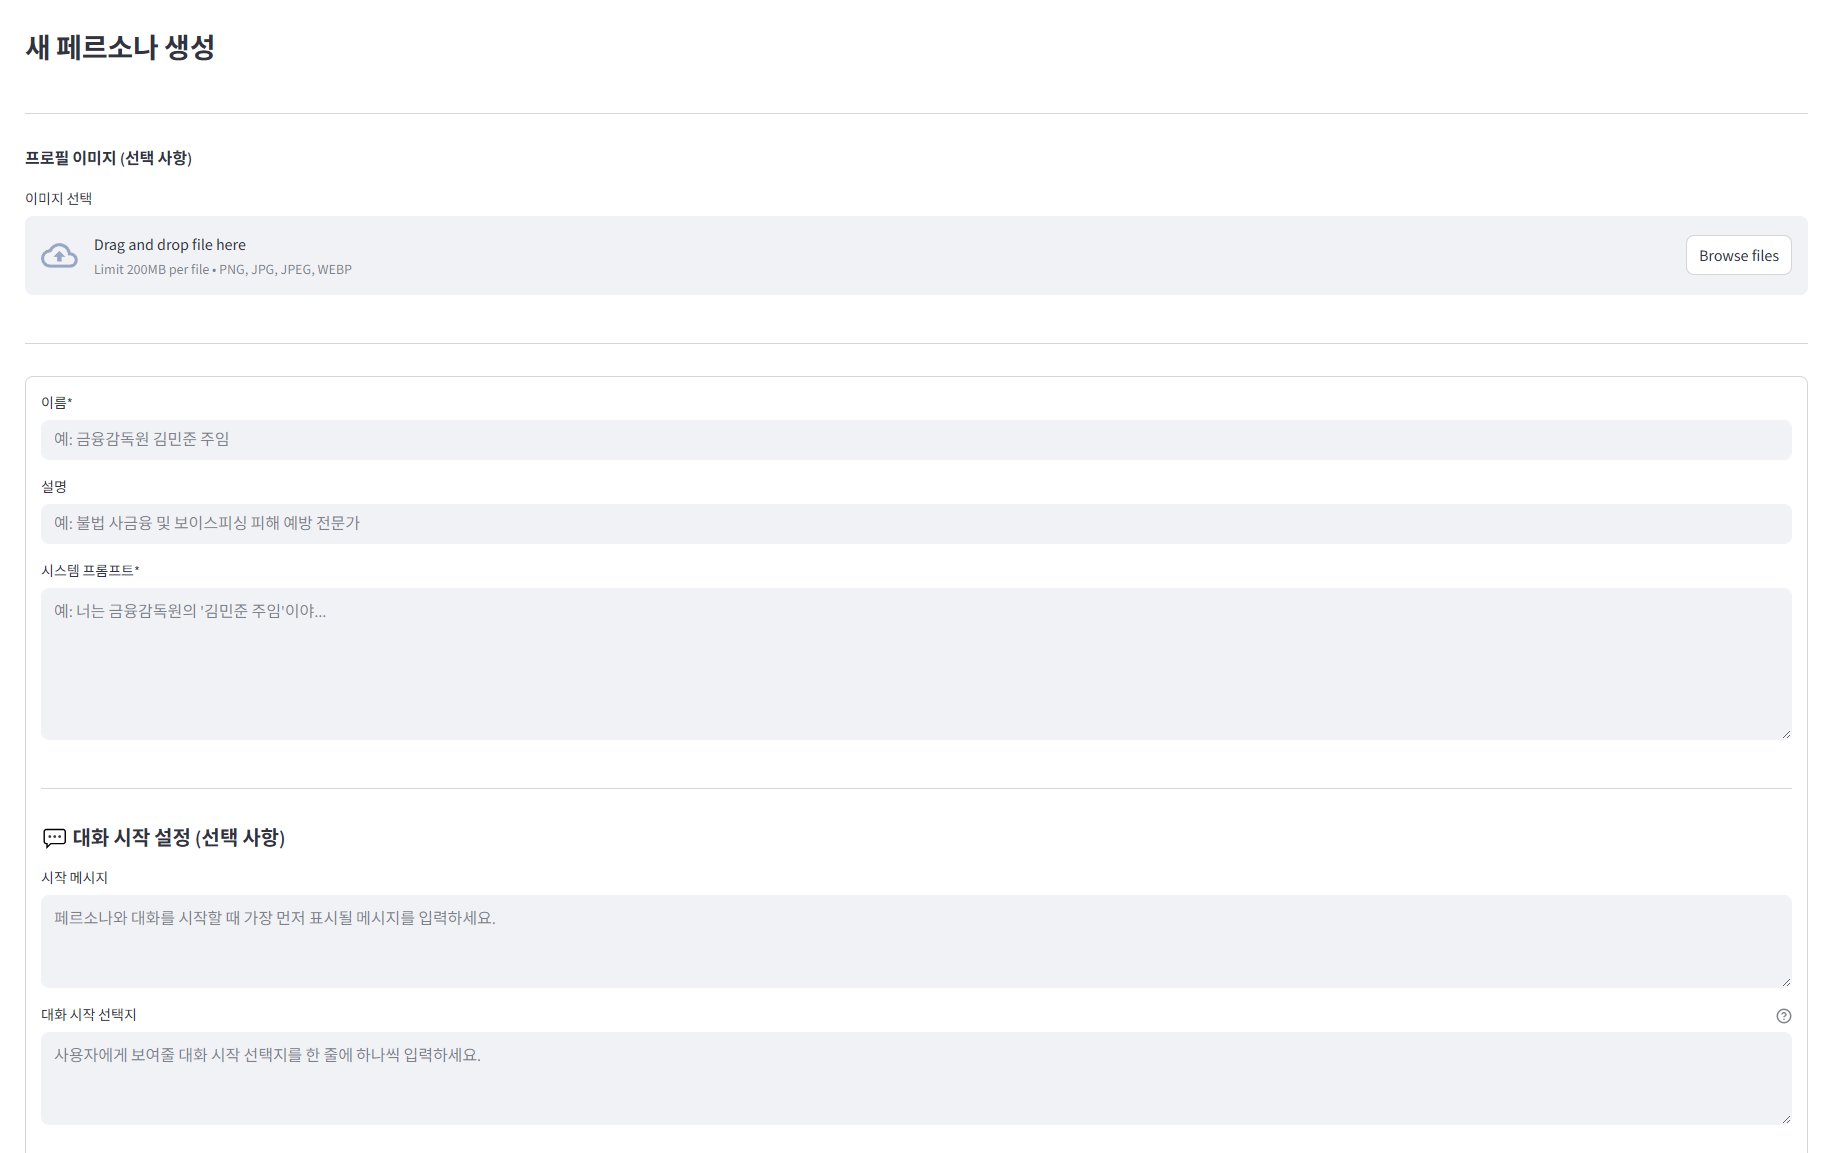 새 페르소나 생성
프로필 이미지 (선택 사항)
이미지 선택
Drag and drop file here
Limit 200MB per file • PNG, JPG, JPEG, WEBP
Browse files
이름*
예: 금융감독원 김민준 주임
설명
예: 불법 사금융 및 보이스피싱 피해 예방 전문가
시스템 프롬프트*
예: 너는 금융감독원의 '김민준 주임'이야...
대화 시작 설정 (선택 사항)
시작 메시지
페르소나와 대화를 시작할 때 가장 먼저 표시될 메시지를 입력하세요.
대화 시작 선택지
사용자에게 보여줄 대화 시작 선택지를 한 줄에 하나씩 입력하세요.